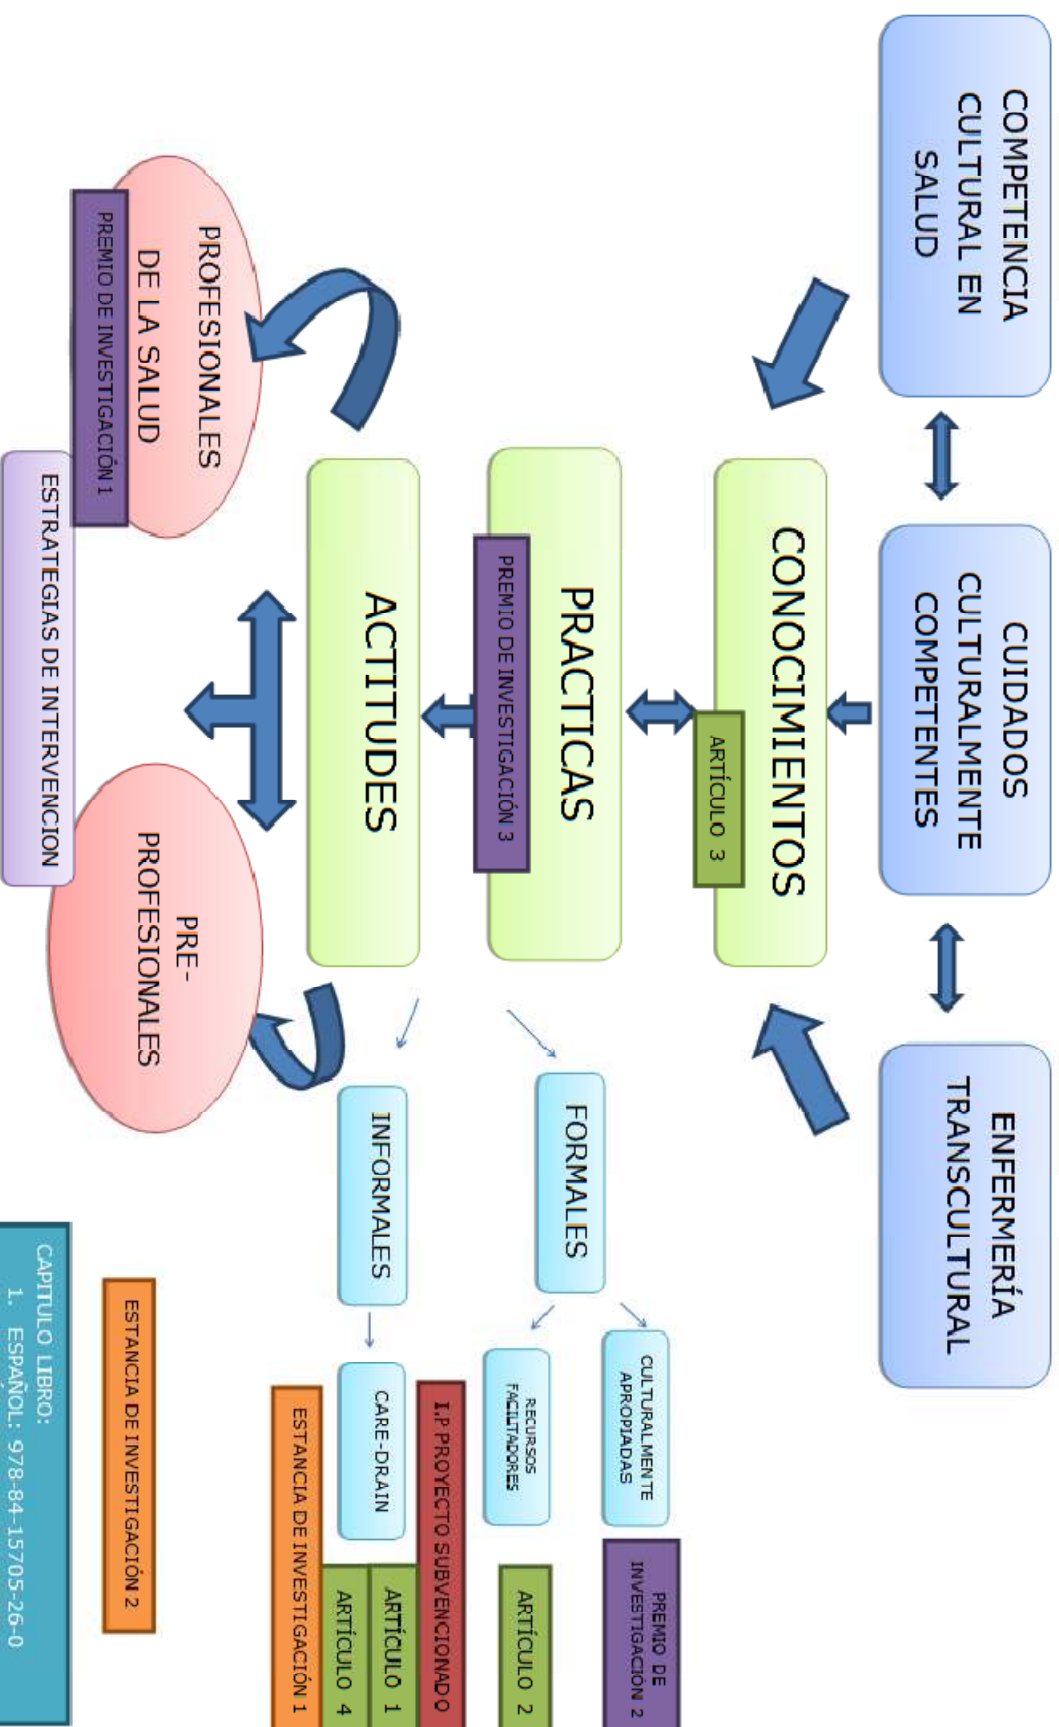 COMPETENCIA
CULTURAL EN
SALUD
CUIDADOS
CULTURALMENTE
COMPETENTES
ENFERMERÍA
TRANSCULTURAL
CONOCIMIENTOS
ARTÍCULO 3
PRACTICAS
PREMIO DE INVESTIGACIÓN 3
ACTITUDES
FORMALES
CULTURALMENTE
APROPIADAS
PREMIO DE
INVESTIGACIÓN 2
RECURSOS
FACILTADORES
ARTÍCULO 2
INFORMALES
I.P PROYECTO SUBVENCIONADO
CARE-DRAIN
ARTÍCULO 1
ARTÍCULO 4
ESTANCIA DE INVESTIGACIÓN 1
PROFESIONALES
DE LA SALUD
PREMIO DE INVESTIGACIÓN 1
PRE-
PROFESIONALES
ESTRATEGIAS DE INTERVENCION
ESTANCIA DE INVESTIGACIÓN 2
CAPITULO LIBRO:
1. ESPAÑOL: 978-84-15705-26-0